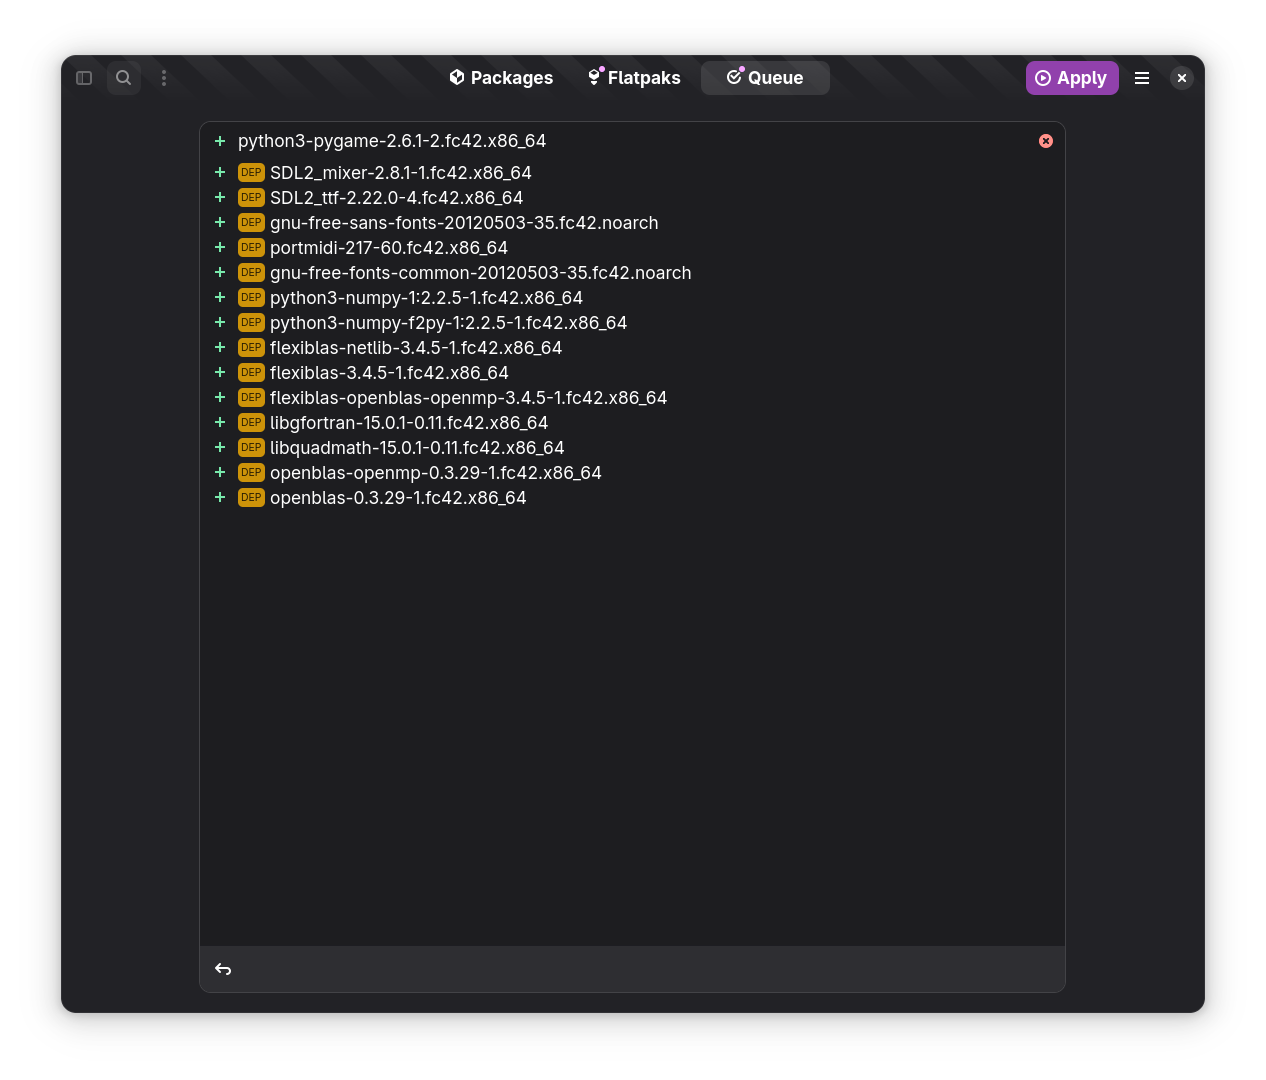 Packages Flatpaks Queue Apply
+ python3-pygame-2.6.1-2.fc42.x86_64
+ DEP SDL2_mixer-2.8.1-1.fc42.x86_64
+ DEP SDL2_ttf-2.22.0-4.fc42.x86_64
+ DEP gnu-free-sans-fonts-20120503-35.fc42.noarch
+ DEP portmidi-217-60.fc42.x86_64
+ DEP gnu-free-fonts-common-20120503-35.fc42.noarch
+ DEP python3-numpy-1:2.2.5-1.fc42.x86_64
+ DEP python3-numpy-f2py-1:2.2.5-1.fc42.x86_64
+ DEP flexiblas-netlib-3.4.5-1.fc42.x86_64
+ DEP flexiblas-3.4.5-1.fc42.x86_64
+ DEP flexiblas-openblas-openmp-3.4.5-1.fc42.x86_64
+ DEP libgfortran-15.0.1-0.11.fc42.x86_64
+ DEP libquadmath-15.0.1-0.11.fc42.x86_64
+ DEP openblas-openmp-0.3.29-1.fc42.x86_64
+ DEP openblas-0.3.29-1.fc42.x86_64